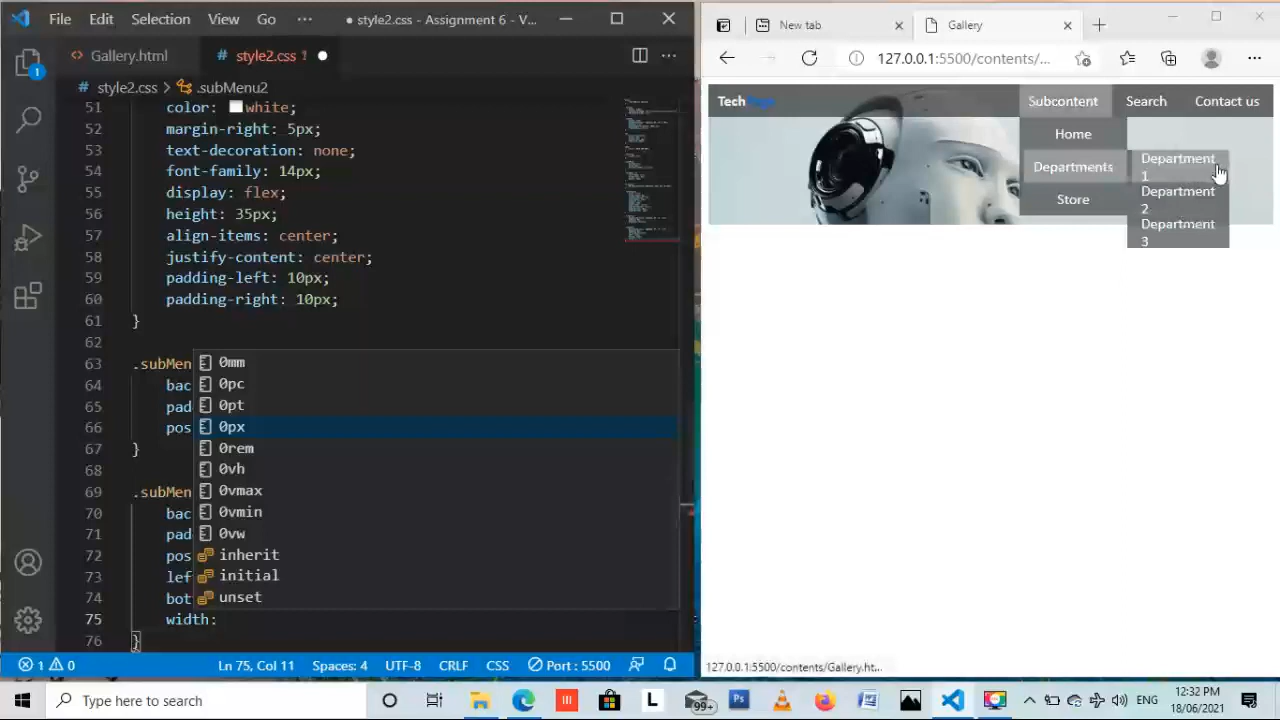 File Edit Selection View Go ··· ● style2.css - Assignment 6 - V...
Gallery.html
# style2.css 1 ●
# style2.css > .subMenu2
51 color: white;
52 margin-right: 5px;
53 text-decoration: none;
54 font-family: 14px;
55 display: flex;
56 height: 35px;
57 align-items: center;
58 justify-content: center;
59 padding-left: 10px;
60 padding-right: 10px;
61 }
62
63 .subMen
64 bac
65 pad
66 pos
67 }
68
69 .subMen
70 bac
71 pad
72 pos
73 lef
74 bot
75 width:
76 }
0mm
0pc
0pt
0px
0rem
0vh
0vmax
0vmin
0vw
inherit
initial
unset
1
1 0 Ln 75, Col 11 Spaces: 4 UTF-8 CRLF CSS Port : 5500
New tab
Gallery
127.0.0.1:5500/contents/...
Tech
Subcontent Search Contact us
Home
Departments
Store
Department
1
Department
2
Department
3
127.0.0.1:5500/contents/Gallery.ht...
Type here to search
L
99+
Ps
ENG
12:32 PM
18/06/2021